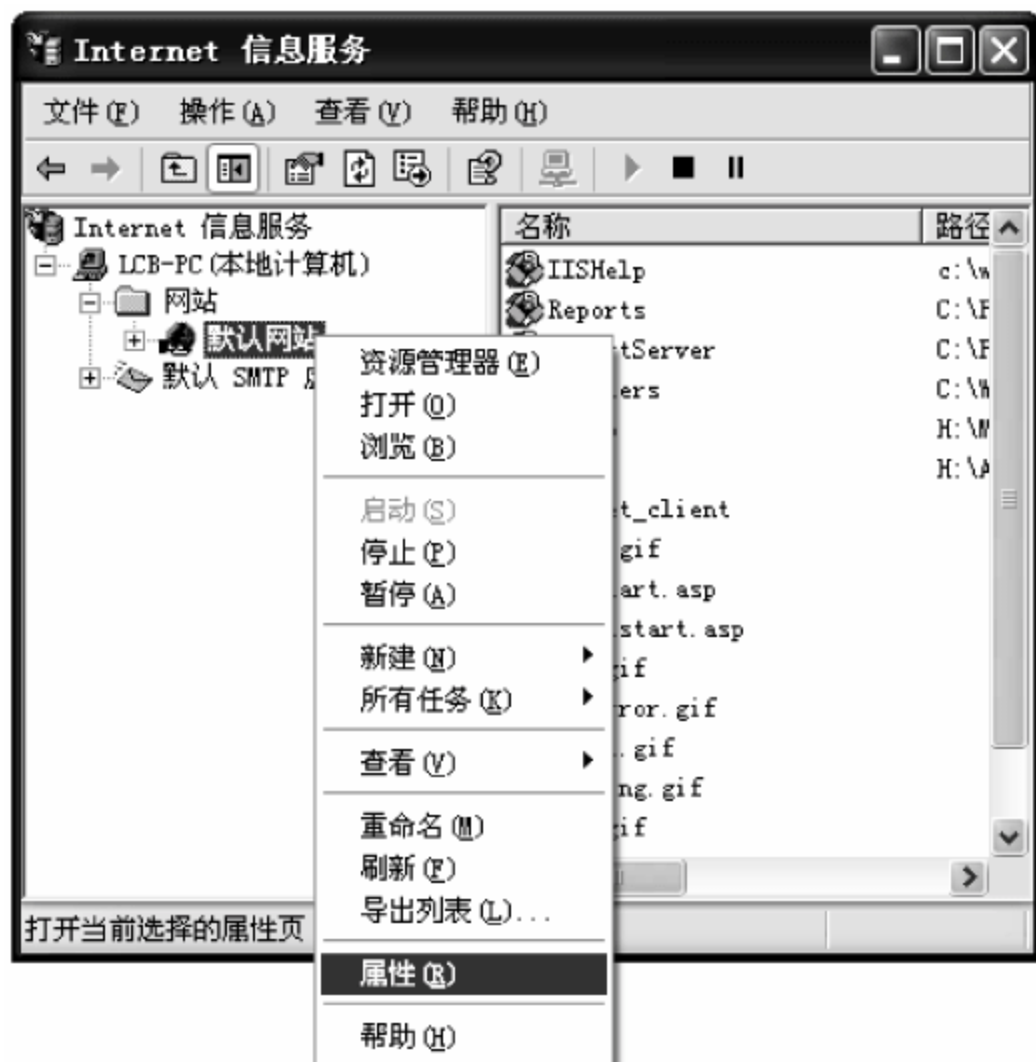 Internet 信息服务
文件(F) 操作(A) 查看(V) 帮助(H)
Internet 信息服务
LCB-PC(本地计算机)
网站
默认网站
默认 SMTP
名称 路径
IISHelp c:\w
Reports C:\
tServer C:\
ers C:\W
H:\M
H:\A
t_client
gif
art.asp
start.asp
if
ror.gif
.gif
ng.gif
if
资源管理器(E)
打开(O)
浏览(B)
启动(S)
停止(P)
暂停(A)
新建(N)
所有任务(K)
查看(V)
重命名(M)
刷新(F)
导出列表(L)...
属性(R)
帮助(H)
打开当前选择的属性页